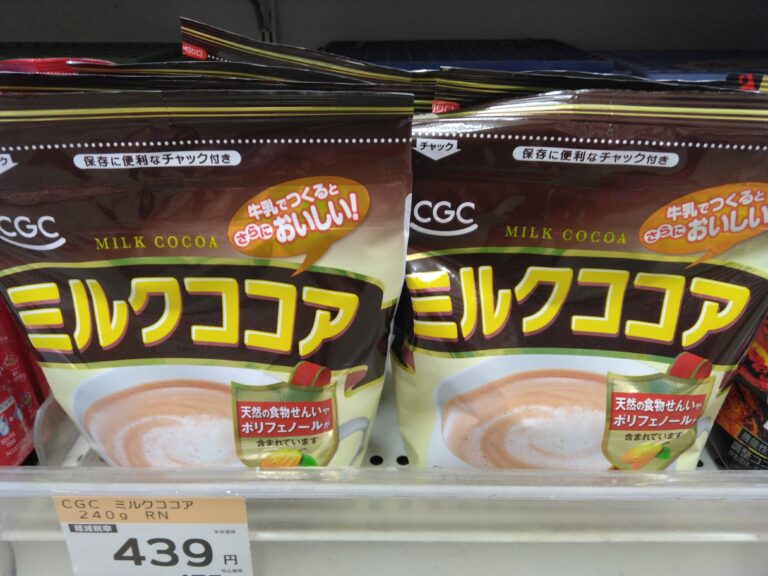 保存に便利なチャック付き
CGC
牛乳でつくると
さらにおいしい!
MILK COCOA
ミルクココア
天然の食物せんいや
ポリフェノールが
含まれています
チャック
保存に便利なチャック付き
CGC
牛乳でつくると
さらにおいしい!
MILK COCOA
ミルクココア
天然の食物せんいや
ポリフェノールが
含まれています
CGC ミルクココア
240g RN
軽減税率
本体価格
439円